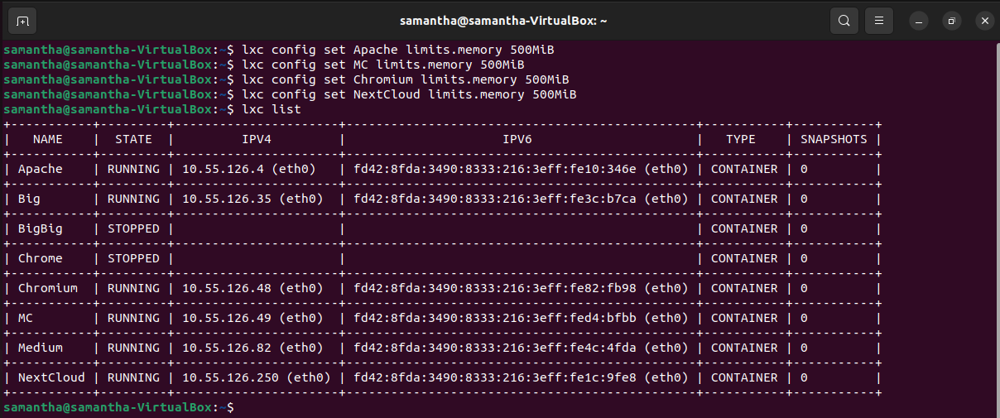 samantha@samantha-VirtualBox: ~
samantha@samantha-VirtualBox:~$ lxc config set Apache limits.memory 500MiB
samantha@samantha-VirtualBox:~$ lxc config set MC limits.memory 500MiB
samantha@samantha-VirtualBox:~$ lxc config set Chromium limits.memory 500MiB
samantha@samantha-VirtualBox:~$ lxc config set NextCloud limits.memory 500MiB
samantha@samantha-VirtualBox:~$ lxc list
+-----------+---------+----------------------+-----------------------------------------------+-----------+-----------+
|   NAME    |  STATE  |         IPV4         |                     IPV6                      |   TYPE    | SNAPSHOTS |
+-----------+---------+----------------------+-----------------------------------------------+-----------+-----------+
| Apache    | RUNNING | 10.55.126.4 (eth0)   | fd42:8fda:3490:8333:216:3eff:fe10:346e (eth0) | CONTAINER | 0         |
+-----------+---------+----------------------+-----------------------------------------------+-----------+-----------+
| Big       | RUNNING | 10.55.126.35 (eth0)  | fd42:8fda:3490:8333:216:3eff:fe3c:b7ca (eth0) | CONTAINER | 0         |
+-----------+---------+----------------------+-----------------------------------------------+-----------+-----------+
| BigBig    | STOPPED |                      |                                               | CONTAINER | 0         |
+-----------+---------+----------------------+-----------------------------------------------+-----------+-----------+
| Chrome    | STOPPED |                      |                                               | CONTAINER | 0         |
+-----------+---------+----------------------+-----------------------------------------------+-----------+-----------+
| Chromium  | RUNNING | 10.55.126.48 (eth0)  | fd42:8fda:3490:8333:216:3eff:fe82:fb98 (eth0) | CONTAINER | 0         |
+-----------+---------+----------------------+-----------------------------------------------+-----------+-----------+
| MC        | RUNNING | 10.55.126.49 (eth0)  | fd42:8fda:3490:8333:216:3eff:fed4:bfbb (eth0) | CONTAINER | 0         |
+-----------+---------+----------------------+-----------------------------------------------+-----------+-----------+
| Medium    | RUNNING | 10.55.126.82 (eth0)  | fd42:8fda:3490:8333:216:3eff:fe4c:4fda (eth0) | CONTAINER | 0         |
+-----------+---------+----------------------+-----------------------------------------------+-----------+-----------+
| NextCloud | RUNNING | 10.55.126.250 (eth0) | fd42:8fda:3490:8333:216:3eff:fe1c:9fe8 (eth0) | CONTAINER | 0         |
+-----------+---------+----------------------+-----------------------------------------------+-----------+-----------+
samantha@samantha-VirtualBox:~$